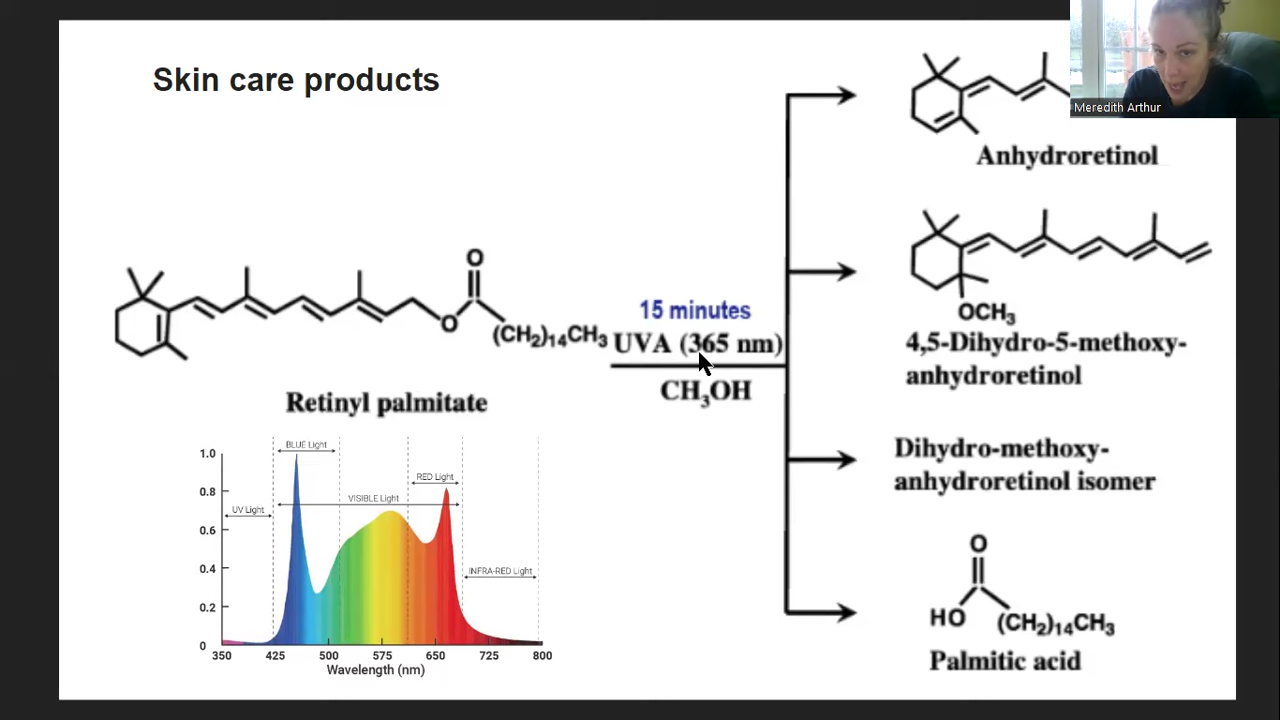 Skin care products
Meredith Arthur
Anhydroretinol
O
O
(CH2)14CH3
15 minutes
UVA (365 nm)
CH3OH
Retinyl palmitate
OCH3
4,5-Dihydro-5-methoxy-
anhydroretinol
Dihydro-methoxy-
anhydroretinol isomer
O
HO
(CH2)14CH3
Palmitic acid
BLUE Light
RED Light
VISIBLE Light
UV Light
INFRA-RED Light
1.0
0.8
0.6
0.4
0.2
0
350 425 500 575 650 725 800
Wavelength (nm)